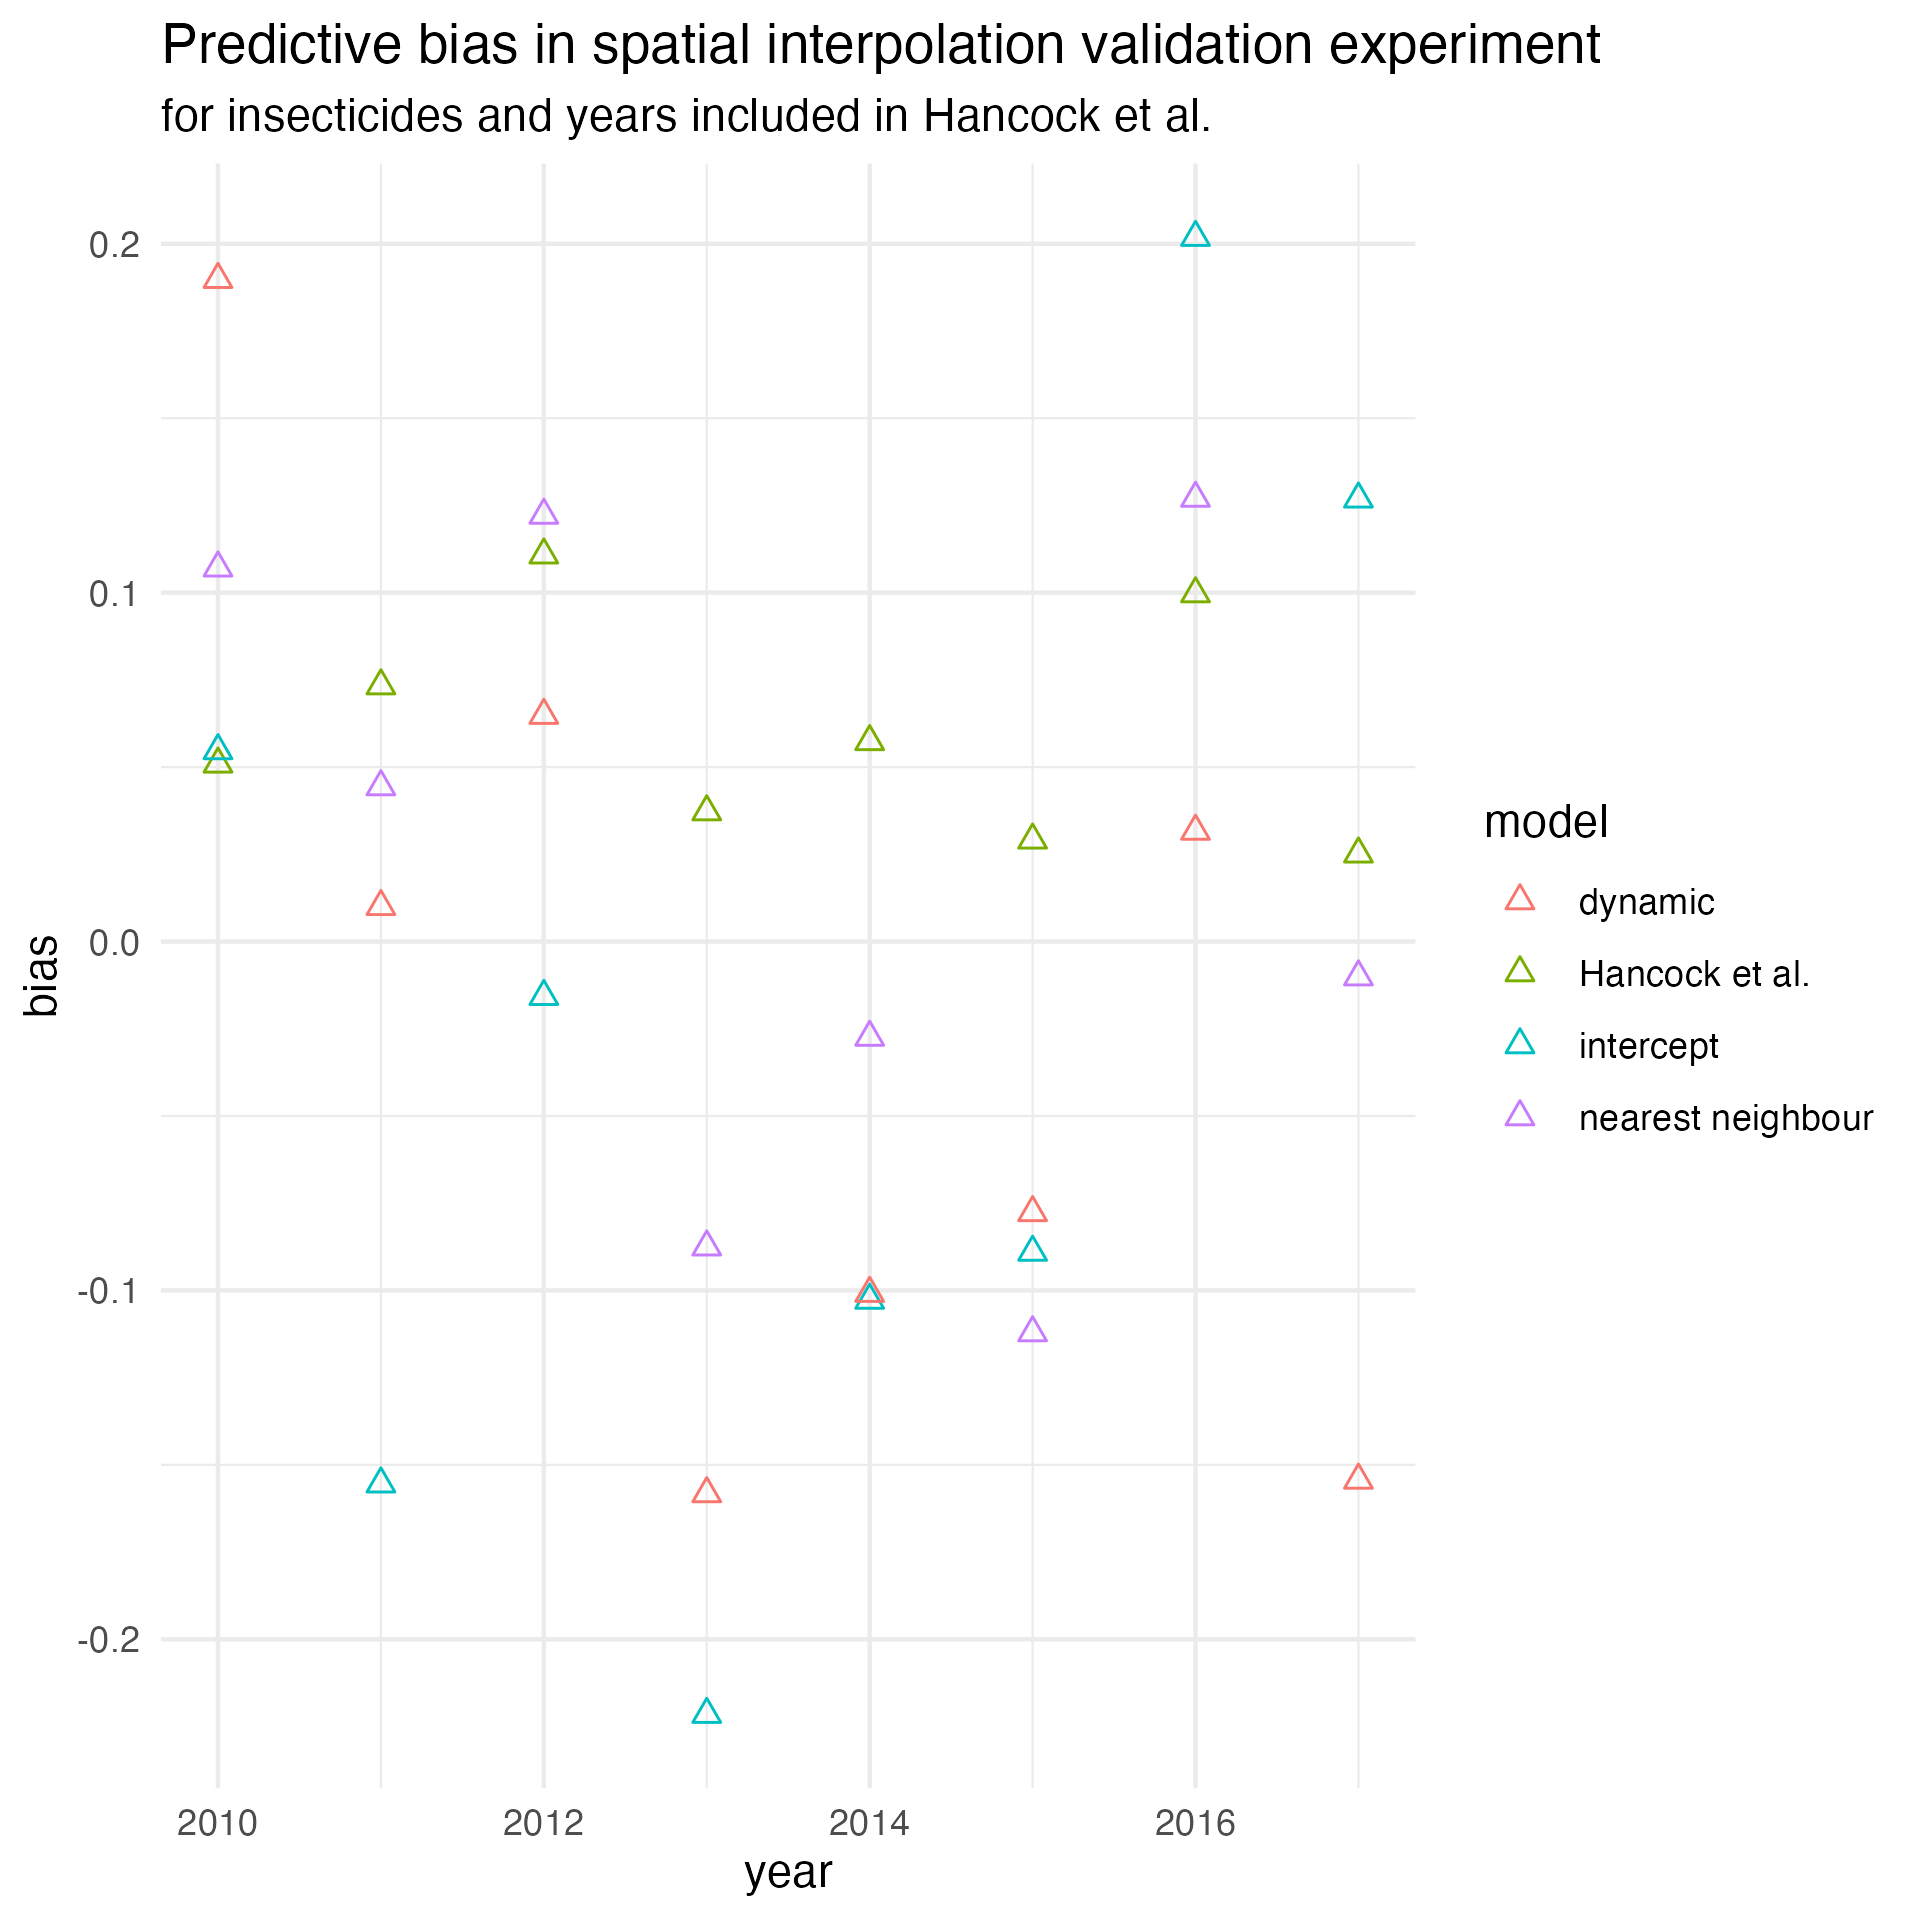 Predictive bias in spatial interpolation validation experiment
for insecticides and years included in Hancock et al.
0.2
0.1
0.0
-0.1
-0.2
bias
2010 2012 2014 2016
year
model
dynamic
Hancock et al.
intercept
nearest neighbour